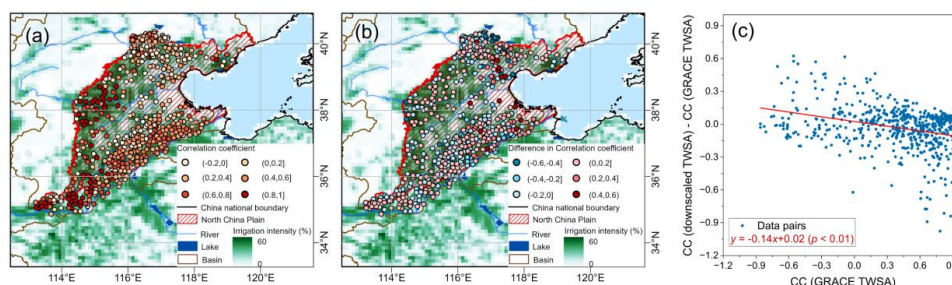 (a)
40°N
38°N
36°N
34°N
Correlation coefficient
(-0.2,0] (0,0.2]
(0.2,0.4] (0.4,0.6]
(0.6,0.8] (0.8,1]
China national boundary
North China Plain
River
Lake
Basin
Irrigation intensity (%)
60
0
114°E 116°E 118°E 120°E
(b)
40°N
38°N
36°N
34°N
Difference in Correlation coefficient
(-0.6,-0.4] (0,0.2]
(-0.4,-0.2] (0.2,0.4]
(-0.2,0] (0.4,0.6]
China national boundary
North China Plain
River
Lake
Basin
Irrigation intensity (%)
60
0
114°E 116°E 118°E 120°E
(c)
CC (downscaled TWSA) - CC (GRACE TWSA)
0.9
0.6
0.3
0.0
-0.3
-0.6
-0.9
-1.2
Data pairs
y = -0.14x+0.02 (p < 0.01)
-1.2 -0.9 -0.6 -0.3 0.0 0.3 0.6
CC (GRACE TWSA)